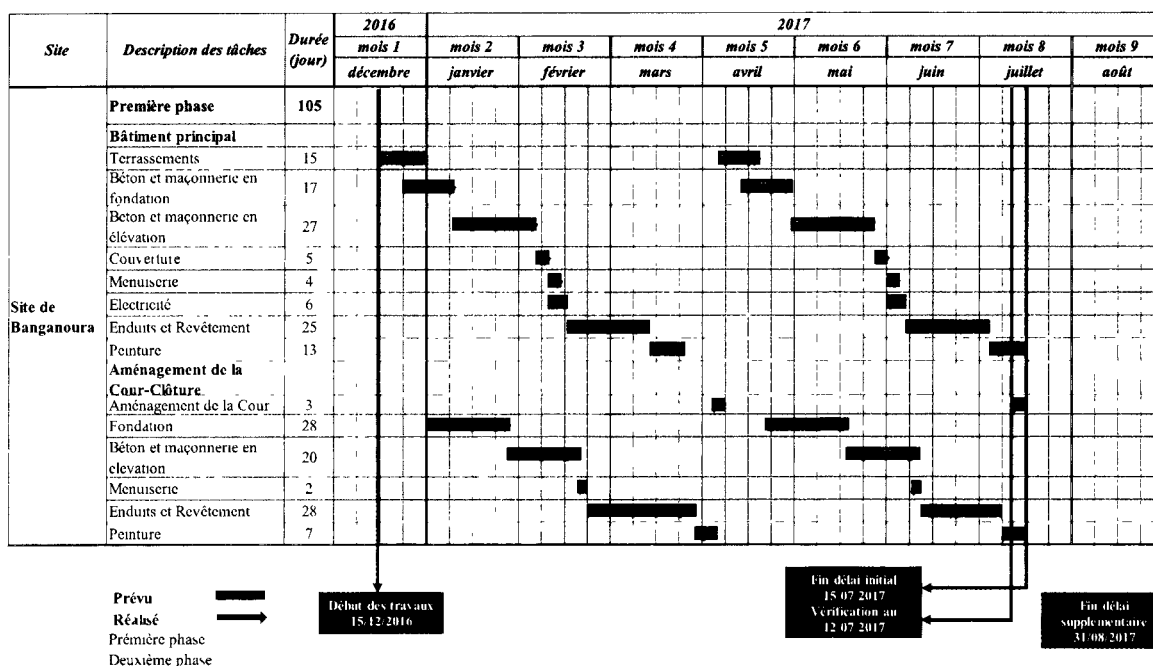 2016 2017
Site Description des tâches Durée (jour) mois 1 mois 2 mois 3 mois 4 mois 5 mois 6 mois 7 mois 8 mois 9
décembre janvier février mars avril mai juin juillet août
Première phase 105
Bâtiment principal
Terrassements 15
Béton et maçonnerie en
fondation 17
Beton et maçonnerie en
élévation 27
Couverture 5
Menuiserie 4
Electricité 6
Site de
Banganoura
Enduits et Revêtement 25
Peinture 13
Aménagement de la
Cour-Clôture
Aménagement de la Cour 3
Fondation 28
Béton et maçonnerie en
elevation 20
Menuiserie 2
Enduits et Revêtement 28
Peinture 7
Prévu
Réalisé
Prémière phase
Deuxième phase
Début des travaux
15/12/2016
Fin délai initial
15 07 2017
Vérification au
12 07 2017
Fin délai
supplementaire
31/08/2017